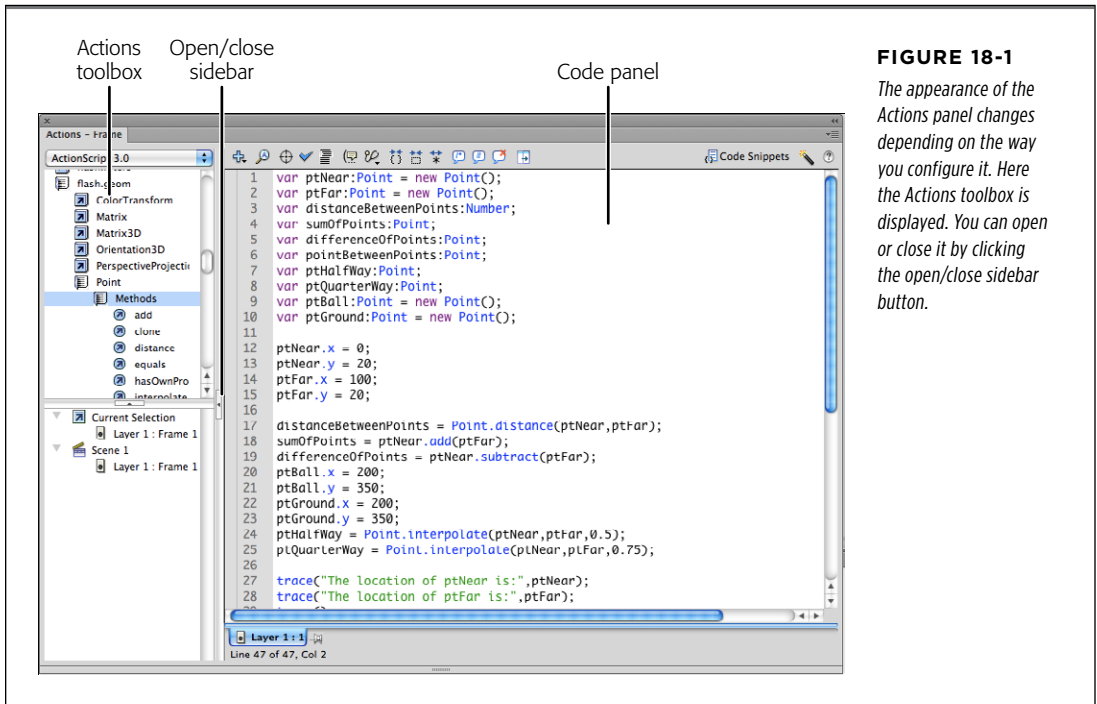 Actions
toolbox
Open/close
sidebar
Code panel
FIGURE 18-1
The appearance of the
Actions panel changes
depending on the way
you configure it. Here
the Actions toolbox is
displayed. You can open
or close it by clicking
the open/close sidebar
button.
Actions – Frame
ActionScript 3.0
flash.geom
ColorTransform
Matrix
Matrix3D
Orientation3D
PerspectiveProjectic
Point
Methods
add
clone
distance
equals
hasOwnPro
interpolate
Current Selection
Layer 1 : Frame 1
Scene 1
Layer 1 : Frame 1
Code Snippets
1 var ptNear:Point = new Point();
2 var ptFar:Point = new Point();
3 var distanceBetweenPoints:Number;
4 var sumOfPoints:Point;
5 var differenceOfPoints:Point;
6 var pointBetweenPoints:Point;
7 var ptHalfWay:Point;
8 var ptQuarterWay:Point;
9 var ptBall:Point = new Point();
10 var ptGround:Point = new Point();
11
12 ptNear.x = 0;
13 ptNear.y = 20;
14 ptFar.x = 100;
15 ptFar.y = 20;
16
17 distanceBetweenPoints = Point.distance(ptNear,ptFar);
18 sumOfPoints = ptNear.add(ptFar);
19 differenceOfPoints = ptNear.subtract(ptFar);
20 ptBall.x = 200;
21 ptBall.y = 350;
22 ptGround.x = 200;
23 ptGround.y = 350;
24 ptHalfWay = Point.interpolate(ptNear,ptFar,0.5);
25 ptQuarterWay = Point.interpolate(ptNear,ptFar,0.75);
26
27 trace("The location of ptNear is:",ptNear);
28 trace("The location of ptFar is:",ptFar);
Layer 1 : 1
Line 47 of 47, Col 2